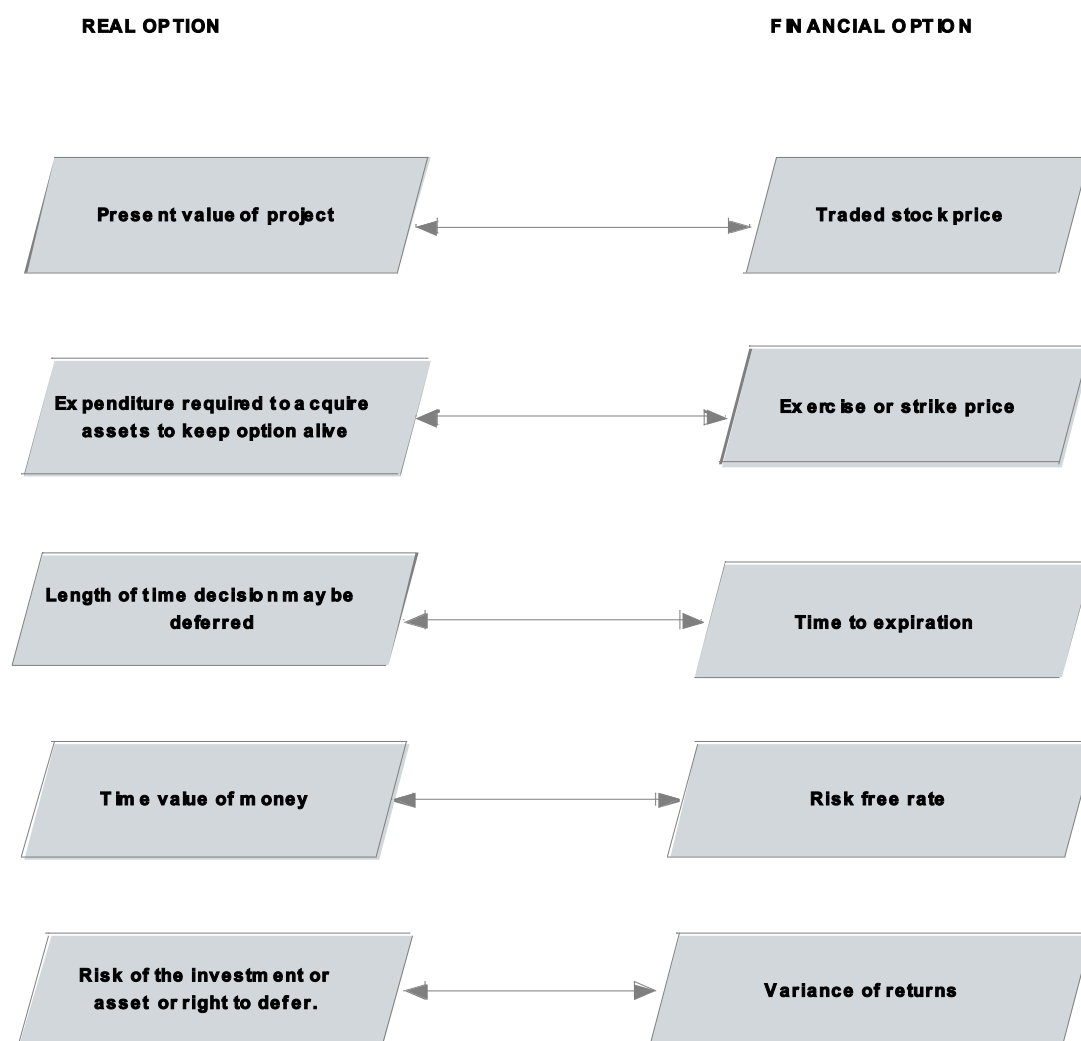 REAL OPTION
FINANCIAL OPTION
Present value of project
Traded stock price
Expenditure required to acquire
assets to keep option alive
Exercise or strike price
Length of time decision may be
deferred
Time to expiration
Time value of money
Risk free rate
Risk of the investment or
asset or right to defer.
Variance of returns